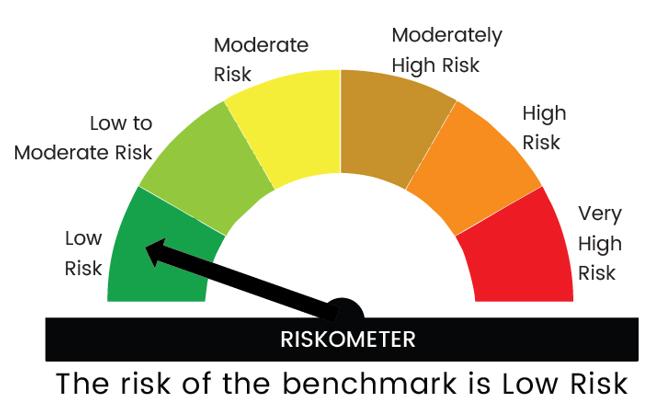 Moderate
Risk
Moderately
High Risk
Low to
Moderate Risk
High
Risk
Low
Risk
Very
High
Risk
RISKOMETER
The risk of the benchmark is Low Risk